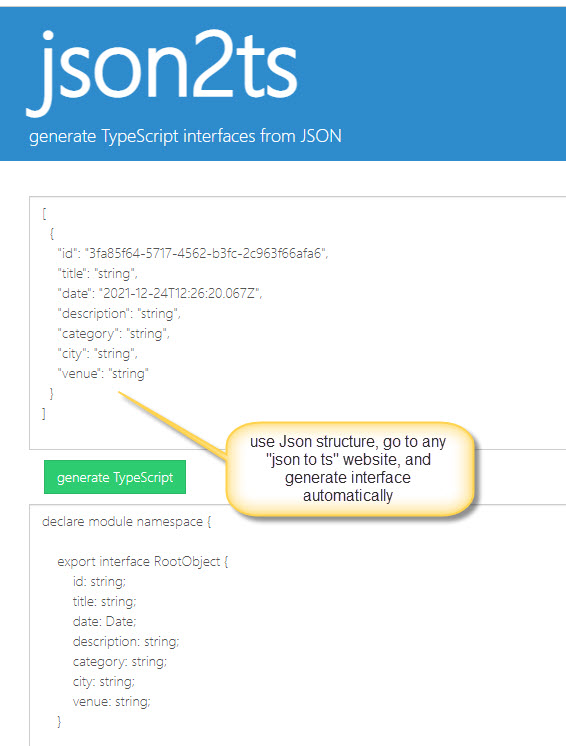 json2ts
generate TypeScript interfaces from JSON
[
{
"id": "3fa85f64-5717-4562-b3fc-2c963f66afa6",
"title": "string",
"date": "2021-12-24T12:26:20.067Z",
"description": "string",
"category": "string",
"city": "string",
"venue": "string"
}
]
use Json structure, go to any
"json to ts" website, and
generate interface
automatically
generate TypeScript
declare module namespace {
export interface RootObject {
id: string;
title: string;
date: Date;
description: string;
category: string;
city: string;
venue: string;
}